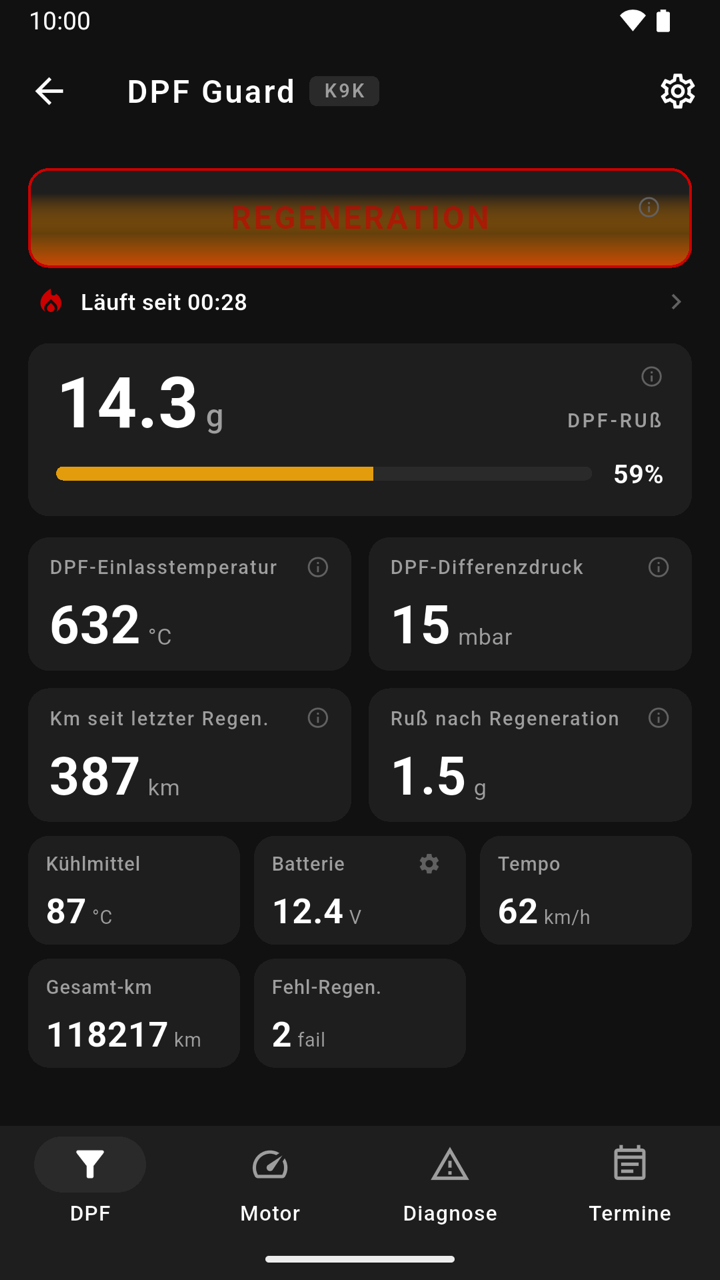 10:00
DPF Guard K9K
REGENERATION
Läuft seit 00:28
14.3 g
DPF-RUß
59%
DPF-Einlasstemperatur
632 °C
DPF-Differenzdruck
15 mbar
Km seit letzter Regen.
387 km
Ruß nach Regeneration
1.5 g
Kühlmittel
87 °C
Batterie
12.4 V
Tempo
62 km/h
Gesamt-km
118217 km
Fehl-Regen.
2 fail
DPF
Motor
Diagnose
Termine